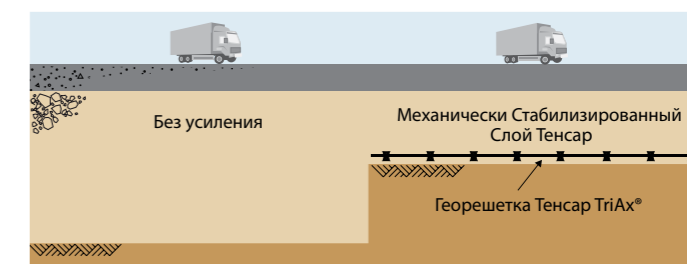 Без усиления
Механически Стабилизированный
Слой Тенсар
Георешетка Тенсар TriAx®